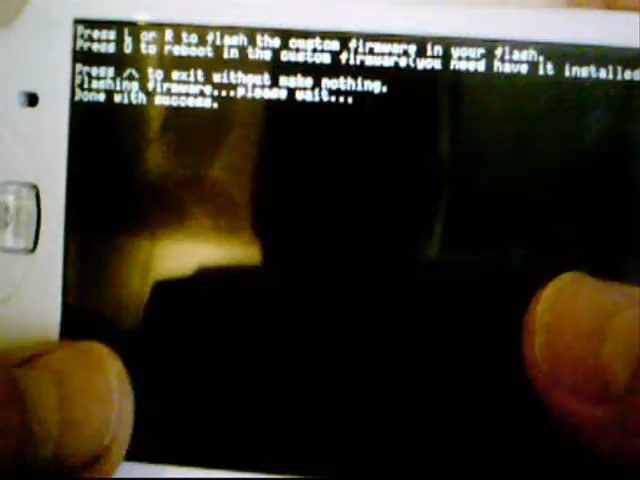 Press L or R to flash the custom firmware in your flash.
Press O to reboot in the custom firmware(you need have it installed
Press /\ to exit without make nothing.
flashing firmware...please wait...
Done with success.